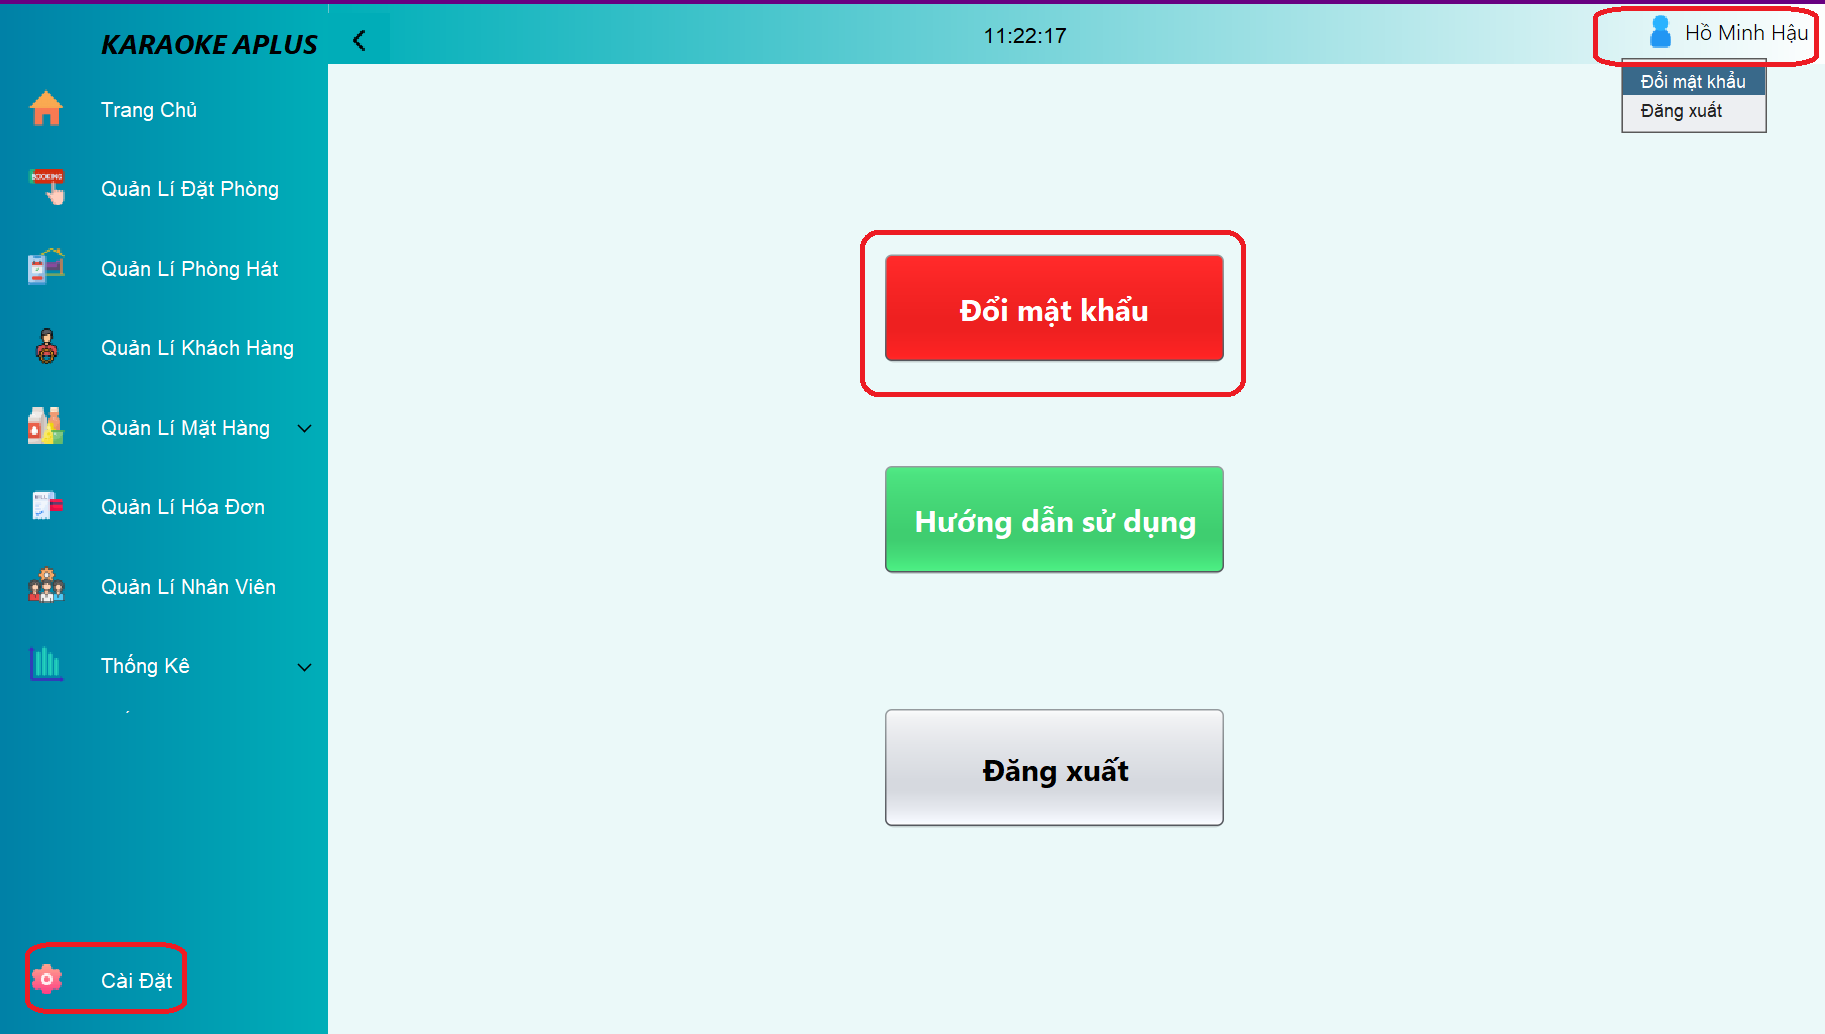 KARAOKE APLUS
11:22:17
Hồ Minh Hậu
Đổi mật khẩu
Đăng xuất
Trang Chủ
BOOKING
Quản Lí Đặt Phòng
Quản Lí Phòng Hát
Quản Lí Khách Hàng
Quản Lí Mặt Hàng
Quản Lí Hóa Đơn
Quản Lí Nhân Viên
Thống Kê
Cài Đặt
Đổi mật khẩu
Hướng dẫn sử dụng
Đăng xuất